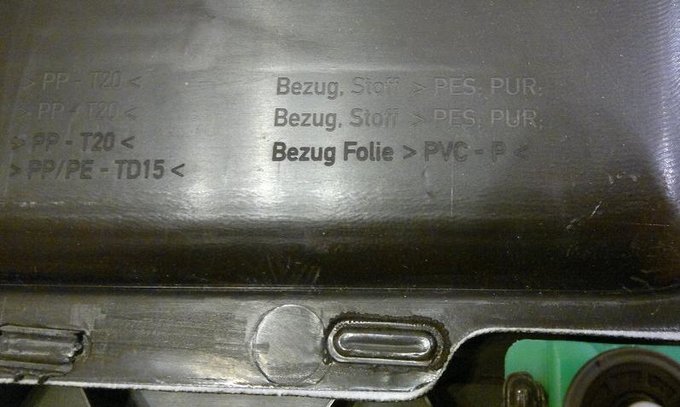 > PP - T20 <
> PP - T20 <
> PP - T20 <
> PP/PE - TD15 <
Bezug, Stoff > PES, PUR,
Bezug, Stoff > PES, PUR,
Bezug Folie > PVC - P <